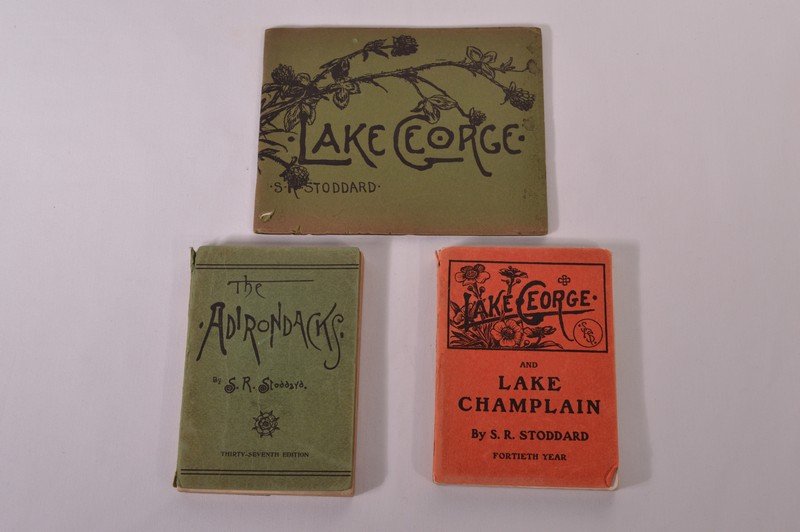 ·LAKE GEORGE·
·S·R·STODDARD·
The
·ADIRONDACKS·
By S. R. Stoddard.
THIRTY-SEVENTH EDITION
LAKE GEORGE·
AND
LAKE
CHAMPLAIN
By S. R. STODDARD
FORTIETH YEAR